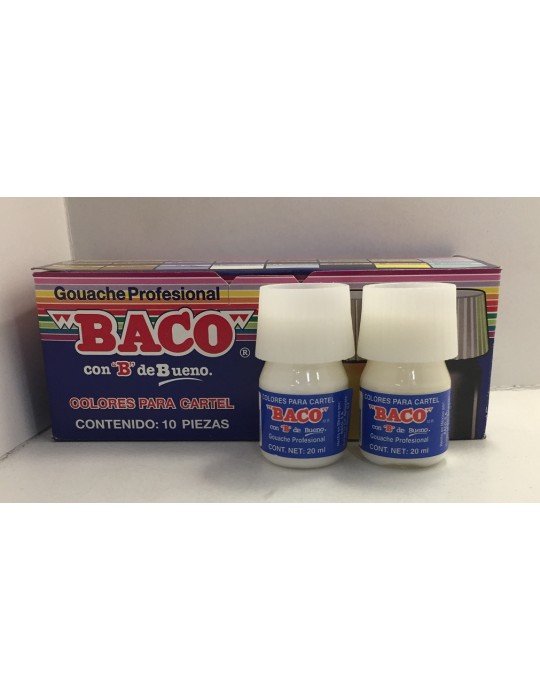 Gouache Profesional
"BACO"®
con "B" de Bueno.
COLORES PARA CARTEL
CONTENIDO: 10 PIEZAS
COLORES PARA CARTEL
"BACO"
con "B" de Bueno.
Gouache Profesional
CONT. NET: 20 ml
COLORES PARA CARTEL
"BACO"
con "B" de Bueno.
Gouache Profesional
CONT. NET: 20 ml